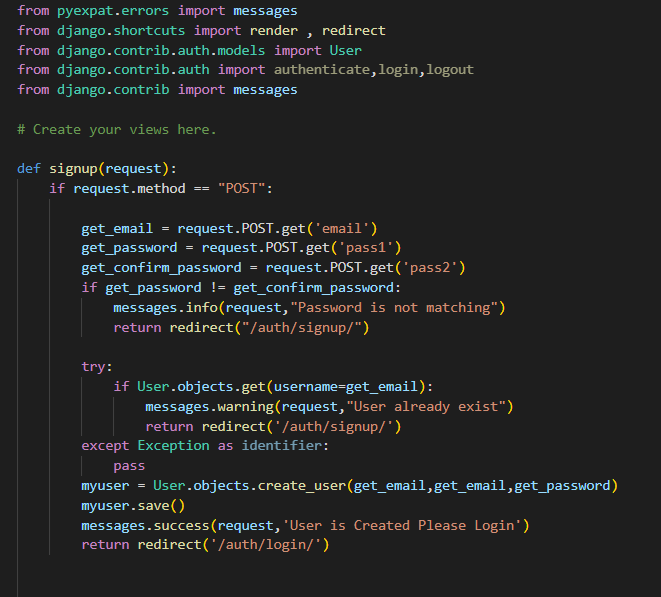 from pyexpat.errors import messages
from django.shortcuts import render , redirect
from django.contrib.auth.models import User
from django.contrib.auth import authenticate,login,logout
from django.contrib import messages
# Create your views here.
def signup(request):
    if request.method == "POST":
        get_email = request.POST.get('email')
        get_password = request.POST.get('pass1')
        get_confirm_password = request.POST.get('pass2')
        if get_password != get_confirm_password:
            messages.info(request,"Password is not matching")
            return redirect("/auth/signup/")
        try:
            if User.objects.get(username=get_email):
                messages.warning(request,"User already exist")
                return redirect('/auth/signup/')
        except Exception as identifier:
            pass
        myuser = User.objects.create_user(get_email,get_email,get_password)
        myuser.save()
        messages.success(request,'User is Created Please Login')
        return redirect('/auth/login/')